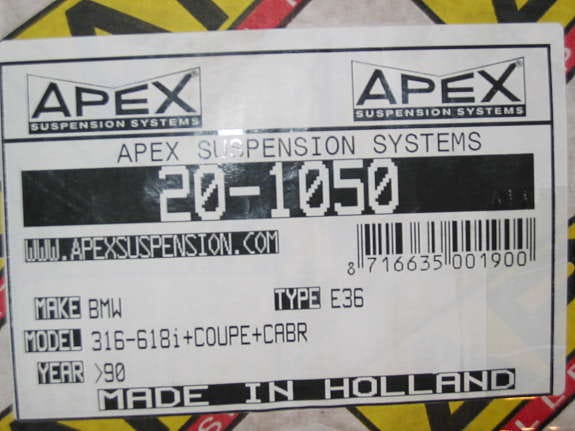 APEX APEX
SUSPENSION SYSTEMS SUSPENSION SYSTEMS
APEX SUSPENSION SYSTEMS
20-1050
WWW.APEXSUSPENSION.COM
8 716635 001900
MAKE BMW TYPE E36
MODEL 316-618i+COUPE+CABR
YEAR >90
MADE IN HOLLAND